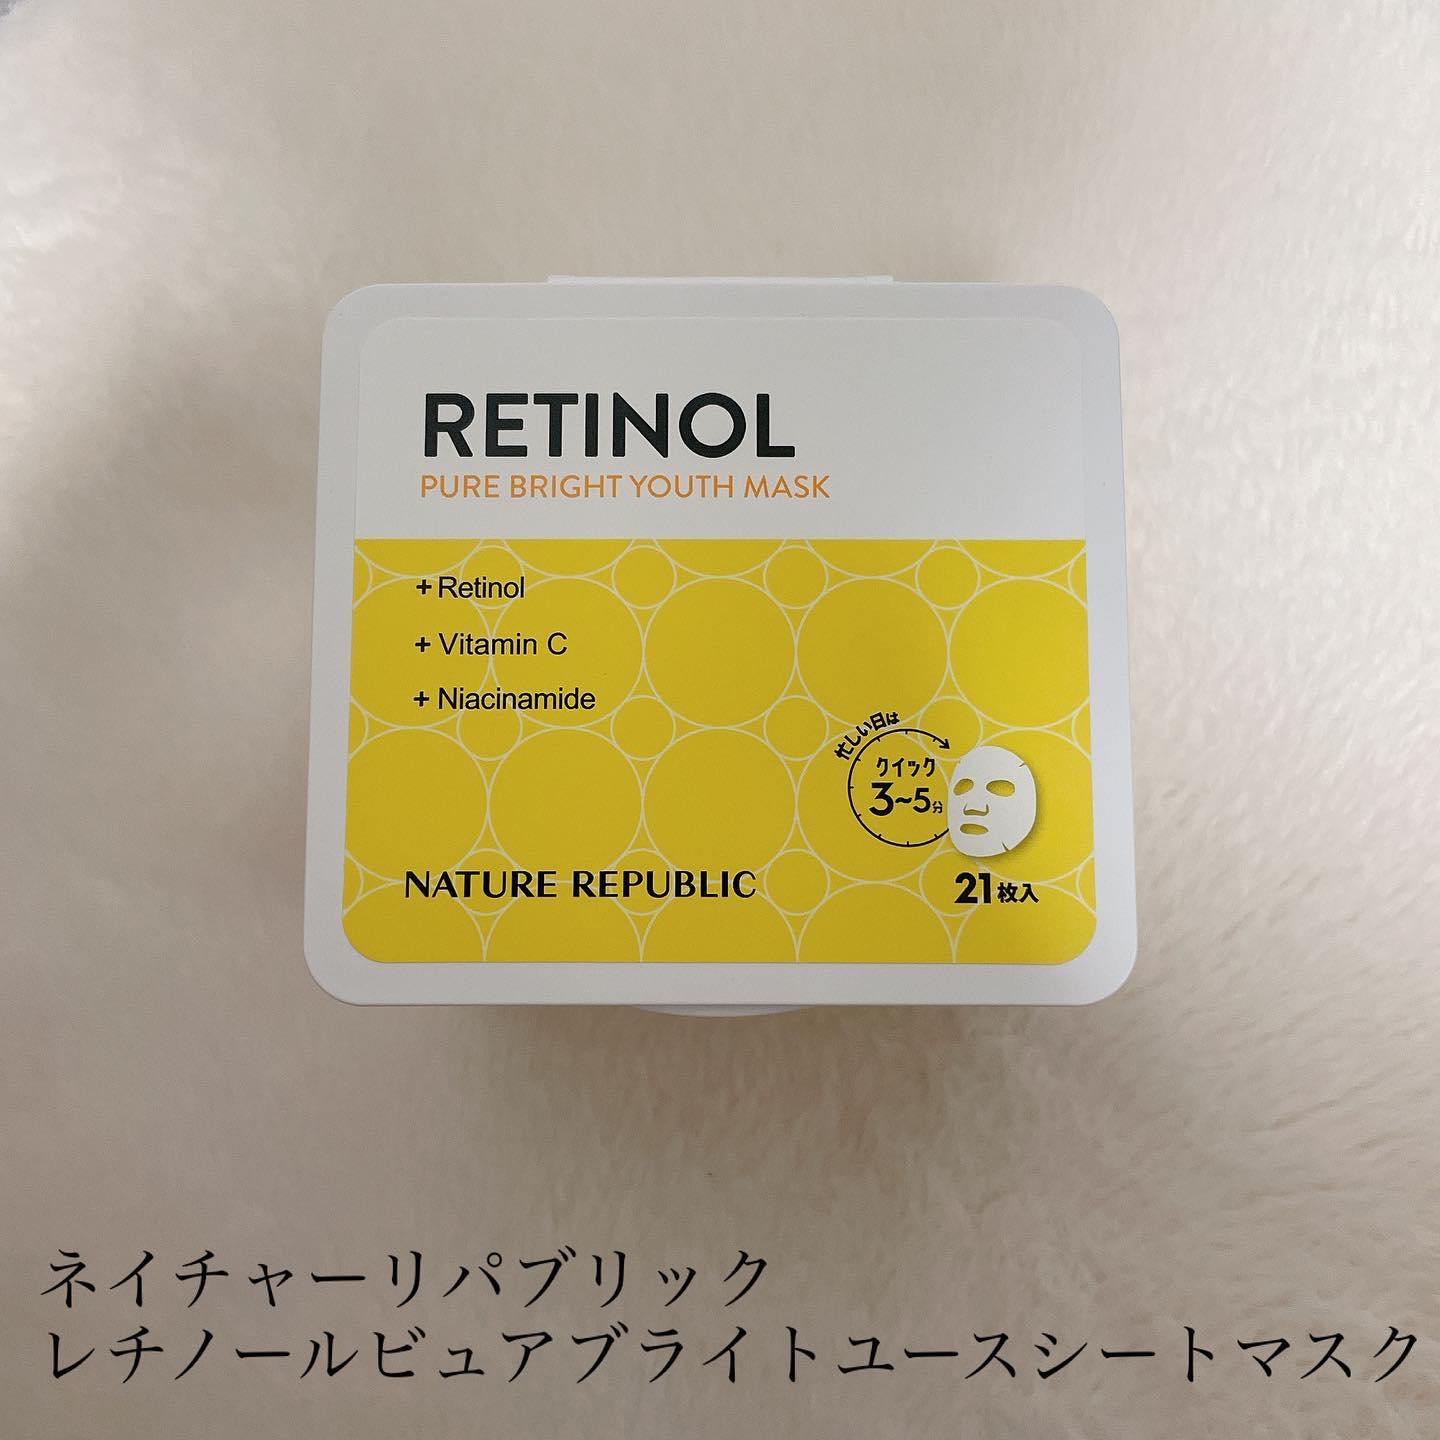 RETINOL
PURE BRIGHT YOUTH MASK
+ Retinol
+ Vitamin C
+ Niacinamide
忙しい日は
クイック
3~5分
NATURE REPUBLIC
21枚入
ネイチャーリパブリック
レチノールピュアブライトユースシートマスク